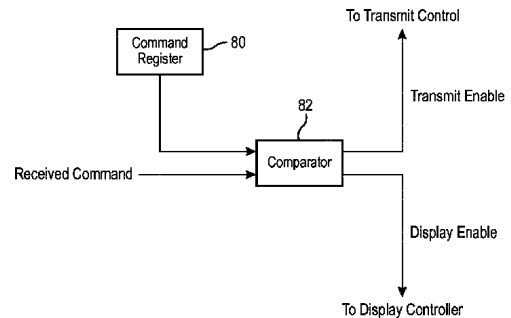 To Transmit Control
Command
Register
80
Transmit Enable
82
Comparator
Received Command
Display Enable
To Display Controller